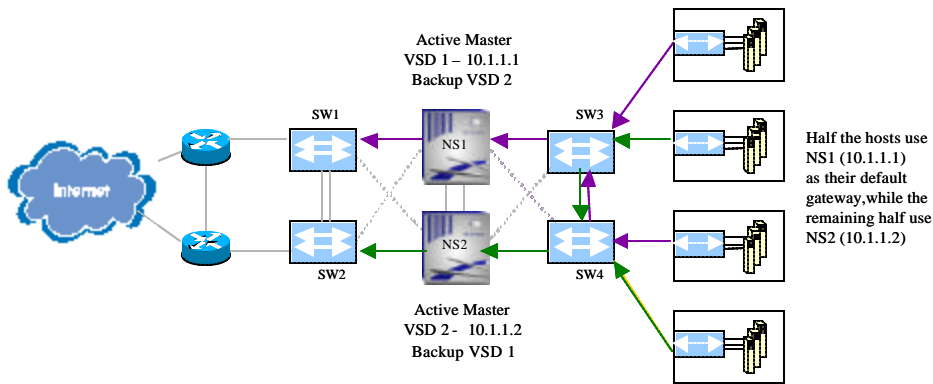 Active Master
VSD 1 – 10.1.1.1
Backup VSD 2
SW1
SW3
NS1
Internet
Half the hosts use
NS1 (10.1.1.1)
as their default
gateway,while the
remaining half use
NS2 (10.1.1.2)
NS2
SW2
SW4
Active Master
VSD 2 - 10.1.1.2
Backup VSD 1